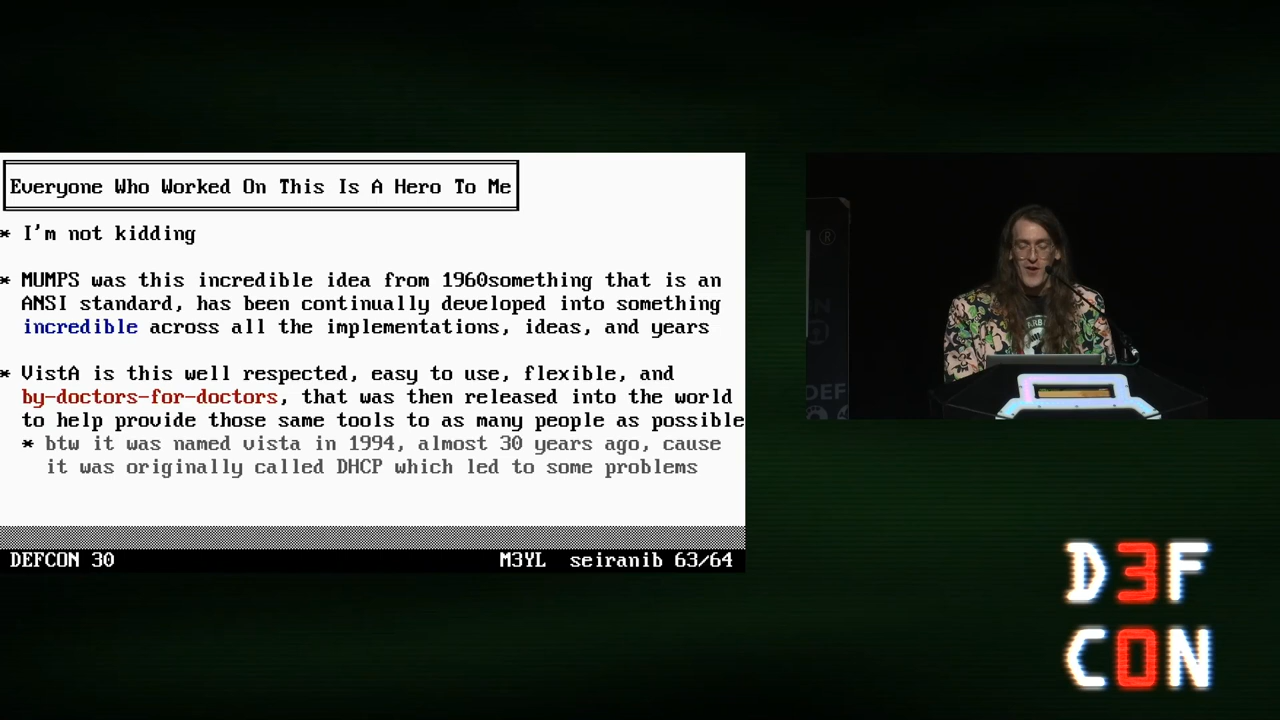 Everyone Who Worked On This Is A Hero To Me
* I'm not kidding
* MUMPS was this incredible idea from 1960something that is an
ANSI standard, has been continually developed into something
incredible across all the implementations, ideas, and years
* VistA is this well respected, easy to use, flexible, and
by-doctors-for-doctors, that was then released into the world
to help provide those same tools to as many people as possible
* btw it was named vista in 1994, almost 30 years ago, cause
it was originally called DHCP which led to some problems
DEFCON 30 M3YL seiranib 63/64
®
DEF
D3F
C0N